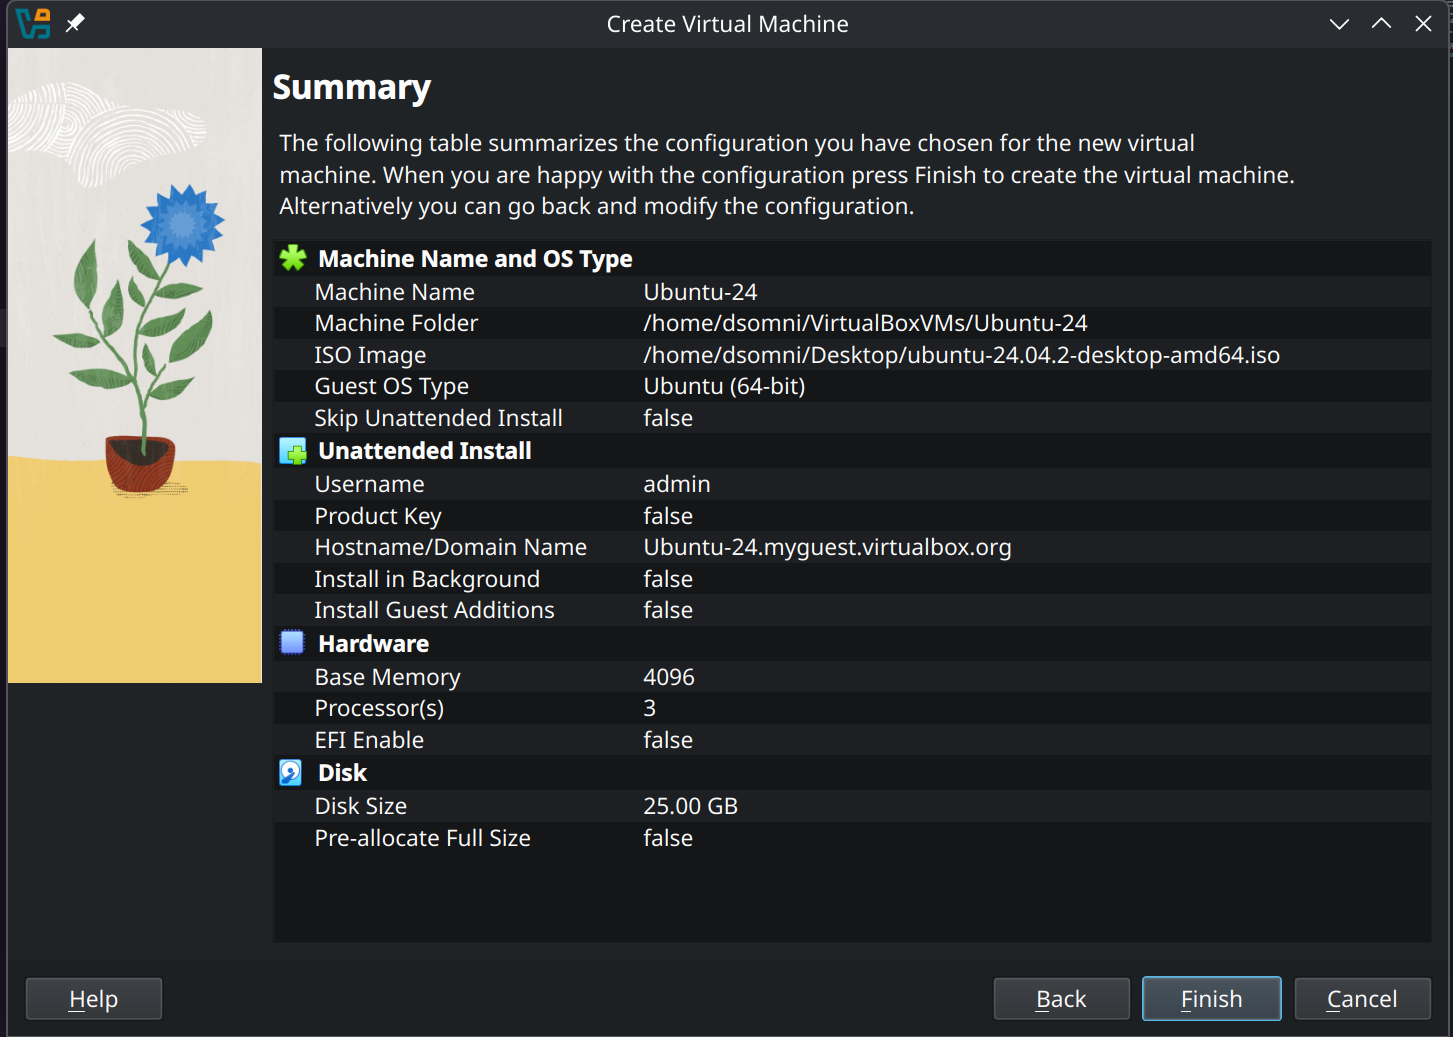 Create Virtual Machine
Summary
The following table summarizes the configuration you have chosen for the new virtual
machine. When you are happy with the configuration press Finish to create the virtual machine.
Alternatively you can go back and modify the configuration.
Machine Name and OS Type
Machine Name Ubuntu-24
Machine Folder /home/dsomni/VirtualBoxVMs/Ubuntu-24
ISO Image /home/dsomni/Desktop/ubuntu-24.04.2-desktop-amd64.iso
Guest OS Type Ubuntu (64-bit)
Skip Unattended Install false
Unattended Install
Username admin
Product Key false
Hostname/Domain Name Ubuntu-24.myguest.virtualbox.org
Install in Background false
Install Guest Additions false
Hardware
Base Memory 4096
Processor(s) 3
EFI Enable false
Disk
Disk Size 25.00 GB
Pre-allocate Full Size false
Help Back Finish Cancel